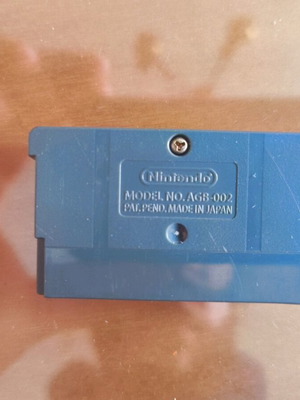 Nintendo
MODEL NO. AGB-002
PAT. PEND. MADE IN JAPAN